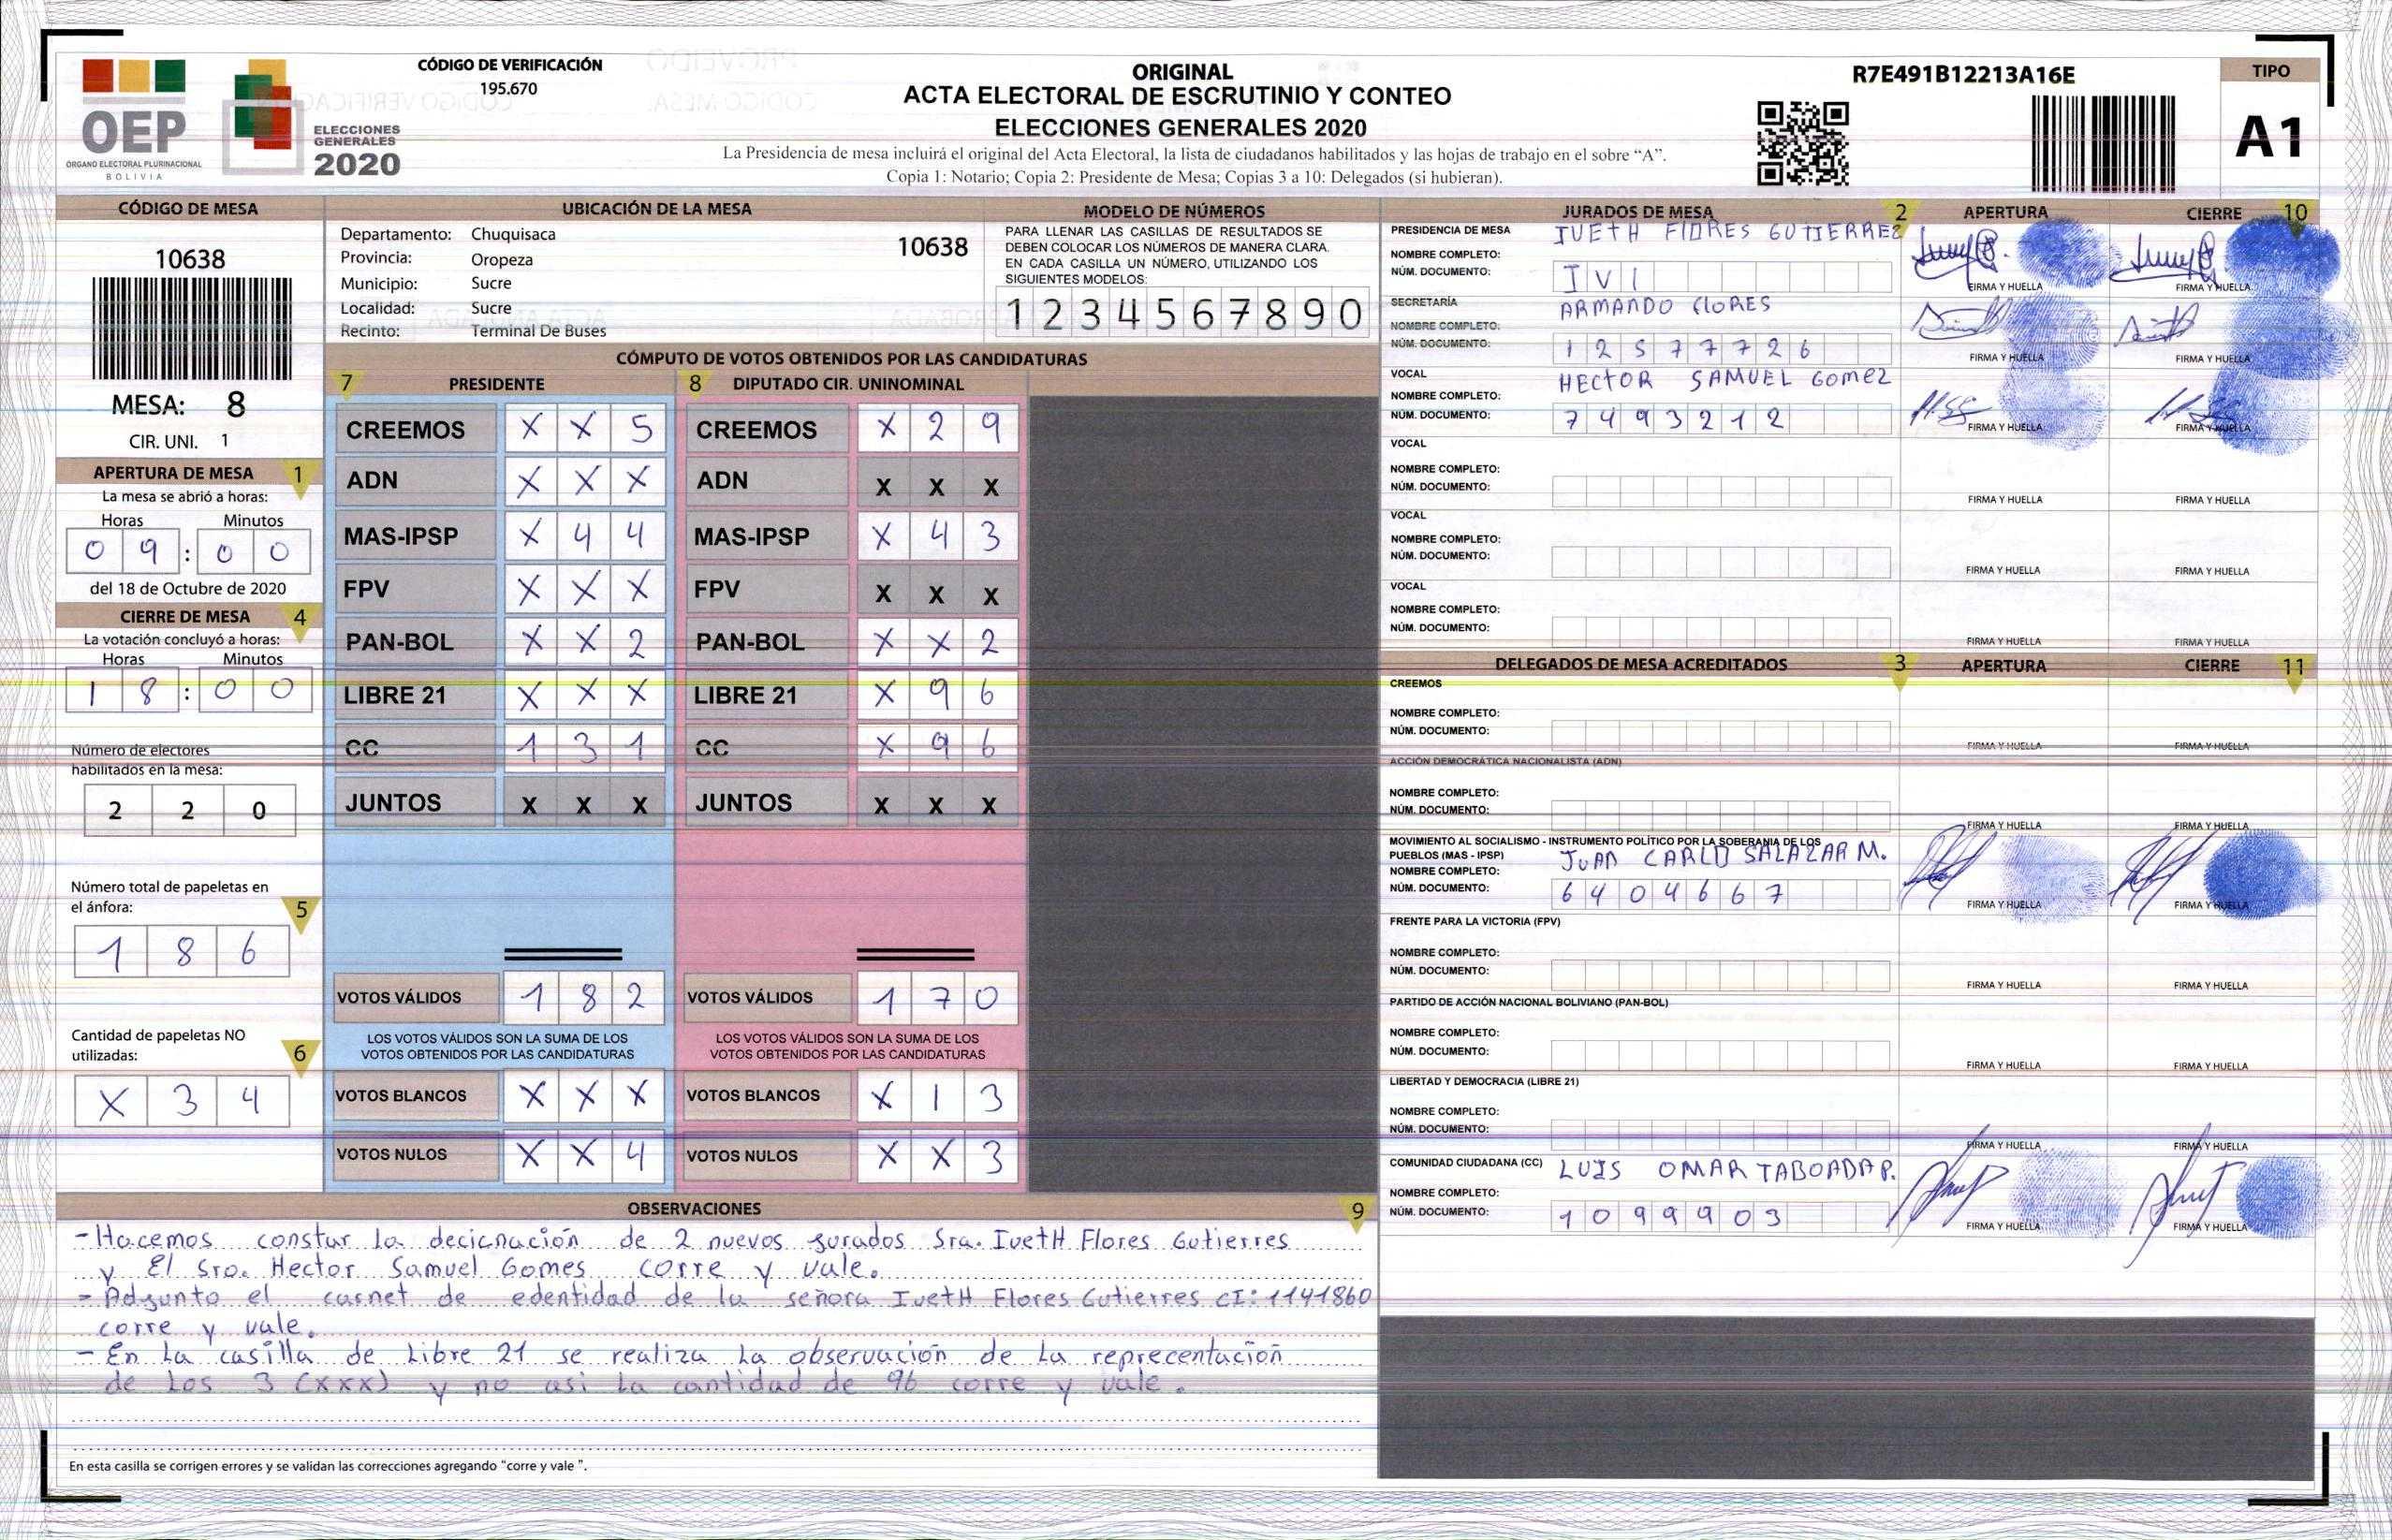 CÓDIGO DE VERIFICACIÓN
195.670
OEP
ÓRGANO ELECTORAL PLURINACIONAL
BOLIVIA
ELECCIONES
GENERALES
2020
ORIGINAL
ACTA ELECTORAL DE ESCRUTINIO Y CONTEO
ELECCIONES GENERALES 2020
La Presidencia de mesa incluirá el original del Acta Electoral, la lista de ciudadanos habilitados y las hojas de trabajo en el sobre “A”.
Copia 1: Notario; Copia 2: Presidente de Mesa; Copias 3 a 10: Delegados (si hubieran).
R7E491B12213A16E
TIPO
A1
CÓDIGO DE MESA
10638
MESA: 8
CIR. UNI. 1
UBICACIÓN DE LA MESA
Departamento: Chuquisaca
Provincia: Oropeza
Municipio: Sucre
Localidad: Sucre
Recinto: Terminal De Buses
10638
MODELO DE NÚMEROS
PARA LLENAR LAS CASILLAS DE RESULTADOS SE
DEBEN COLOCAR LOS NÚMEROS DE MANERA CLARA.
EN CADA CASILLA UN NÚMERO, UTILIZANDO LOS
SIGUIENTES MODELOS:
1 2 3 4 5 6 7 8 9 0
APERTURA DE MESA 1
La mesa se abrió a horas:
Horas Minutos
0 9 : 0 0
del 18 de Octubre de 2020
CIERRE DE MESA 4
La votación concluyó a horas:
Horas Minutos
1 8 : 0 0
Número de electores
habilitados en la mesa:
2 2 0
Número total de papeletas en
el ánfora: 5
1 8 6
Cantidad de papeletas NO
utilizadas: 6
X 3 4
CÓMPUTO DE VOTOS OBTENIDOS POR LAS CANDIDATURAS
7 PRESIDENTE 8 DIPUTADO CIR. UNINOMINAL
CREEMOS X X 5 CREEMOS X 2 9
ADN X X X ADN X X X
MAS-IPSP X 4 4 MAS-IPSP X 4 3
FPV X X X FPV X X X
PAN-BOL X X 2 PAN-BOL X X 2
LIBRE 21 X X X LIBRE 21 X 9 6
CC 1 3 1 CC X 9 6
JUNTOS X X X JUNTOS X X X
VOTOS VÁLIDOS 1 8 2 VOTOS VÁLIDOS 1 7 0
LOS VOTOS VÁLIDOS SON LA SUMA DE LOS LOS VOTOS VÁLIDOS SON LA SUMA DE LOS
VOTOS OBTENIDOS POR LAS CANDIDATURAS VOTOS OBTENIDOS POR LAS CANDIDATURAS
VOTOS BLANCOS X X X VOTOS BLANCOS X 1 3
VOTOS NULOS X X 4 VOTOS NULOS X X 3
OBSERVACIONES 9
- Hacemos constar la decicnación de 2 nuevos jurados Sra. IvetH Flores Gutierres
y El Sro. Hector Samuel Gomes corre y vale.
- Adjunto el carnet de edentidad de la señora IvetH Flores Gutierres CI: 1141860
corre y vale.
- En La casilla de Libre 21 se realiza La observación de La reprecentación
de Los 3 (xxx) y no asi La cantidad de 96 corre y vale.
En esta casilla se corrigen errores y se validan las correcciones agregando “corre y vale ”.
JURADOS DE MESA 2 APERTURA CIERRE 10
PRESIDENCIA DE MESA IVETH FlORES GUTIERREZ
NOMBRE COMPLETO:
NÚM. DOCUMENTO: I V I
FIRMA Y HUELLA FIRMA Y HUELLA
SECRETARÍA ARMANDO flORES
NOMBRE COMPLETO:
NÚM. DOCUMENTO: 1 2 5 7 7 7 2 6
FIRMA Y HUELLA FIRMA Y HUELLA
VOCAL HECTOR SAMUEL Gomez
NOMBRE COMPLETO:
NÚM. DOCUMENTO: 7 4 9 3 2 1 2
FIRMA Y HUELLA FIRMA Y HUELLA
VOCAL
NOMBRE COMPLETO:
NÚM. DOCUMENTO:
FIRMA Y HUELLA FIRMA Y HUELLA
VOCAL
NOMBRE COMPLETO:
NÚM. DOCUMENTO:
FIRMA Y HUELLA FIRMA Y HUELLA
VOCAL
NOMBRE COMPLETO:
NÚM. DOCUMENTO:
FIRMA Y HUELLA FIRMA Y HUELLA
DELEGADOS DE MESA ACREDITADOS 3 APERTURA CIERRE 11
CREEMOS
NOMBRE COMPLETO:
NÚM. DOCUMENTO:
FIRMA Y HUELLA FIRMA Y HUELLA
ACCIÓN DEMOCRÁTICA NACIONALISTA (ADN)
NOMBRE COMPLETO:
NÚM. DOCUMENTO:
FIRMA Y HUELLA FIRMA Y HUELLA
MOVIMIENTO AL SOCIALISMO - INSTRUMENTO POLÍTICO POR LA SOBERANIA DE LOS
PUEBLOS (MAS - IPSP) JUAN CARLO SALAZAR M.
NOMBRE COMPLETO:
NÚM. DOCUMENTO: 6 4 0 4 6 6 7
FIRMA Y HUELLA FIRMA Y HUELLA
FRENTE PARA LA VICTORIA (FPV)
NOMBRE COMPLETO:
NÚM. DOCUMENTO:
FIRMA Y HUELLA FIRMA Y HUELLA
PARTIDO DE ACCIÓN NACIONAL BOLIVIANO (PAN-BOL)
NOMBRE COMPLETO:
NÚM. DOCUMENTO:
FIRMA Y HUELLA FIRMA Y HUELLA
LIBERTAD Y DEMOCRACIA (LIBRE 21)
NOMBRE COMPLETO:
NÚM. DOCUMENTO:
FIRMA Y HUELLA FIRMA Y HUELLA
COMUNIDAD CIUDADANA (CC) LUIS OMAR TABOADA P.
NOMBRE COMPLETO:
NÚM. DOCUMENTO: 1 0 9 9 9 0 3
FIRMA Y HUELLA FIRMA Y HUELLA